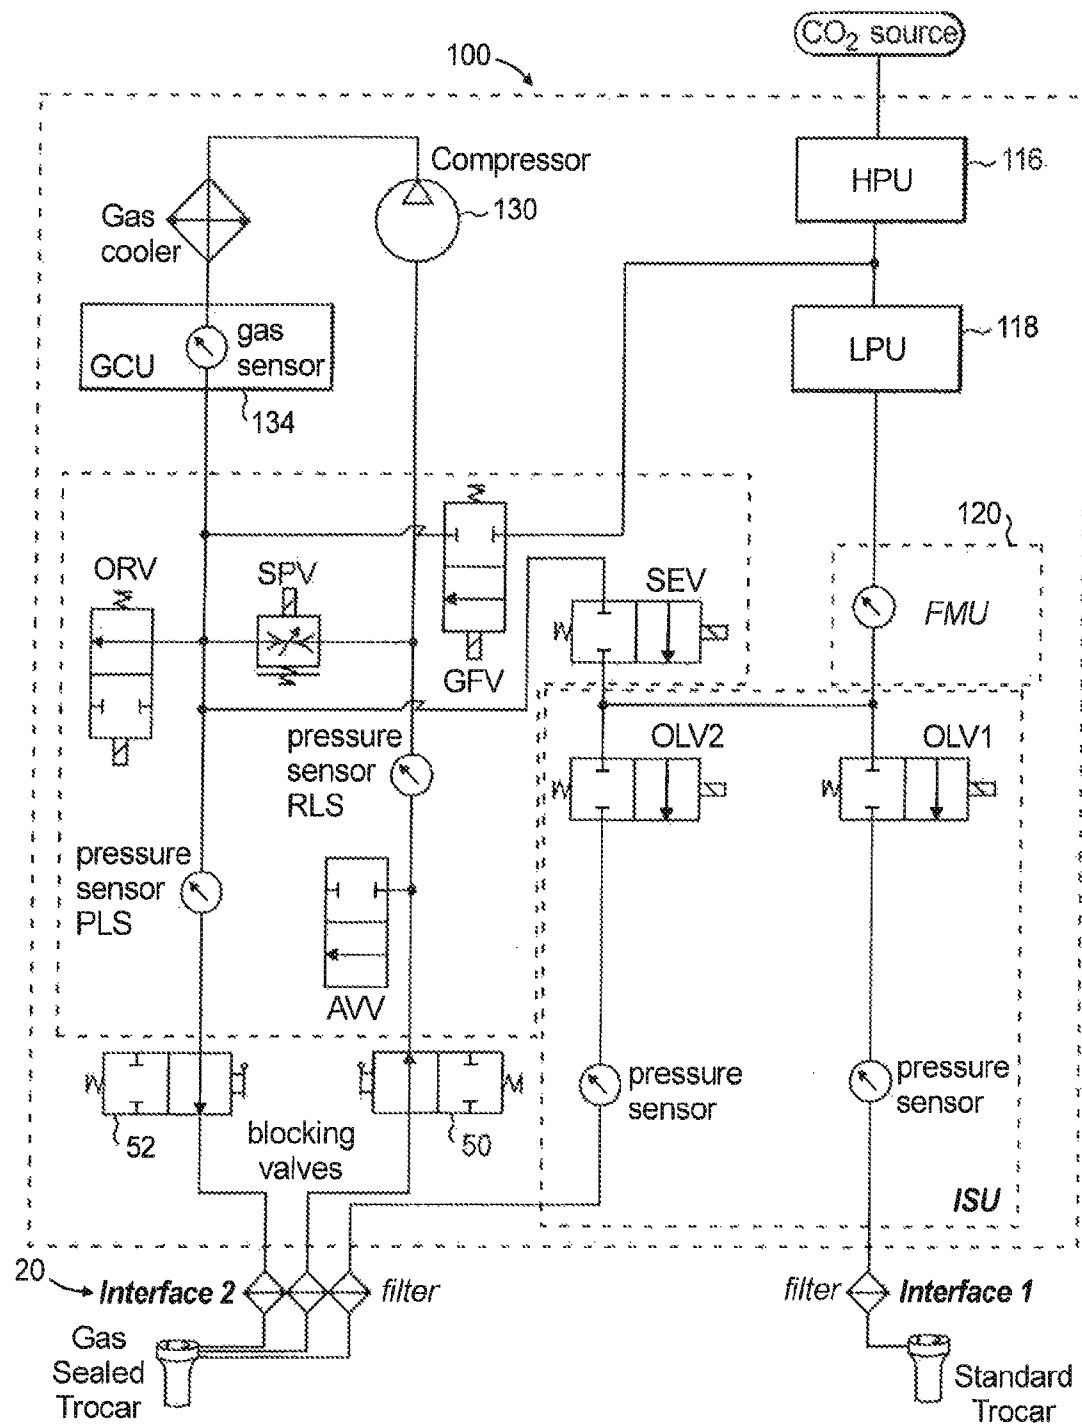 CO2 source
100
HPU
116
Compressor
130
Gas
cooler
LPU
118
gas
sensor
GCU
134
120
FMU
ORV
SPV
GFV
SEV
pressure
sensor
RLS
OLV2
OLV1
pressure
sensor
PLS
AVV
pressure
sensor
pressure
sensor
52
blocking
valves
50
ISU
20
Interface 2
filter
filter
Interface 1
Gas
Sealed
Trocar
Standard
Trocar